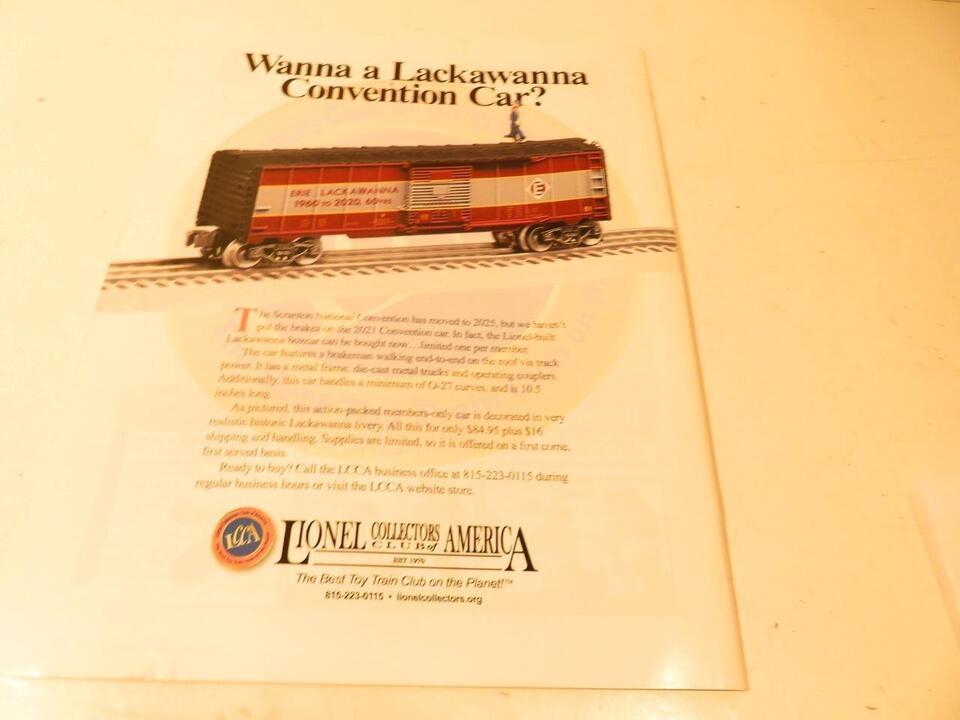 Wanna a Lackawanna
Convention Car?
ERIE LACKAWANNA
1960 to 2020, 60yrs
E
The Scranton National Convention has moved to 2025, but we haven't
put the brakes on the 2021 Convention car. In fact, the Lionel-built
Lackawanna boxcar can be bought now…limited one per member.
The car features a brakeman walking end-to-end on the roof via track
power. It has a metal frame, die-cast metal trucks and operating couplers.
Additionally, this car handles a minimum of O-27 curves, and is 10.5
inches long.
As pictured, this action-packed members-only car is decorated in very
realistic historic Lackawanna livery. All this for only $84.95 plus $16
shipping and handling. Supplies are limited, so it is offered on a first come,
first served basis.
Ready to buy? Call the LCCA business office at 815-223-0115 during
regular business hours or visit the LCCA website store.
LCCA
LIONEL COLLECTORS CLUB of AMERICA
EST 1970
The Best Toy Train Club on the Planet!™
815-223-0115 • lionelcollectors.org